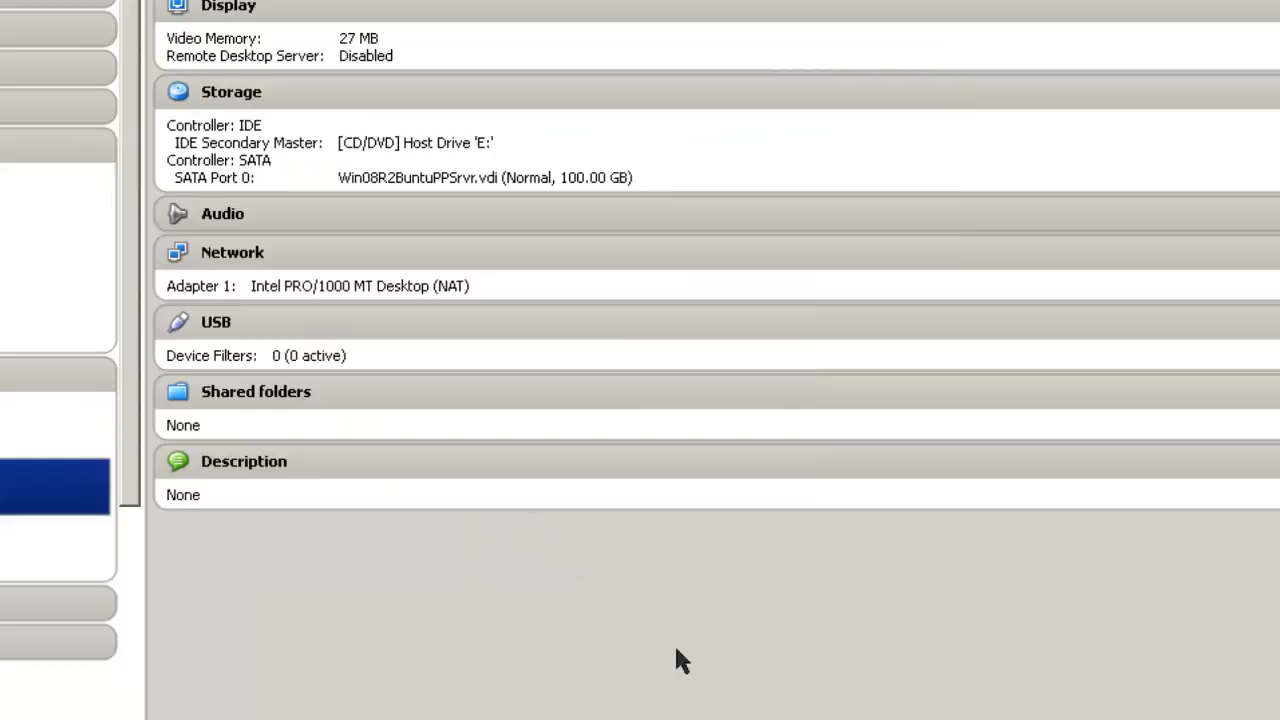 Display
Video Memory: 27 MB
Remote Desktop Server: Disabled
Storage
Controller: IDE
IDE Secondary Master: [CD/DVD] Host Drive 'E:'
Controller: SATA
SATA Port 0: Win08R2BuntuPPSrvr.vdi (Normal, 100.00 GB)
Audio
Network
Adapter 1: Intel PRO/1000 MT Desktop (NAT)
USB
Device Filters: 0 (0 active)
Shared folders
None
Description
None